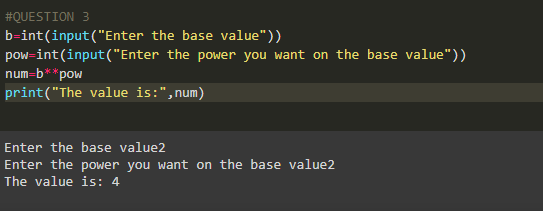 #QUESTION 3
b=int(input("Enter the base value"))
pow=int(input("Enter the power you want on the base value"))
num=b**pow
print("The value is:",num)
Enter the base value2
Enter the power you want on the base value2
The value is: 4